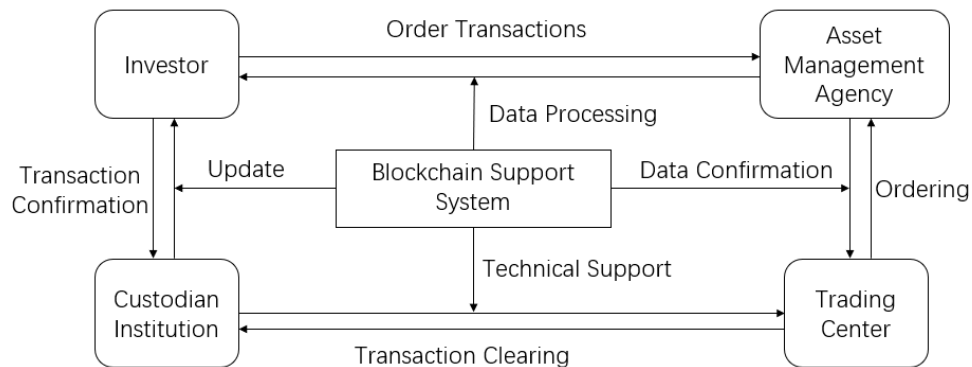 Order Transactions
Investor
Asset
Management
Agency
Data Processing
Transaction
Confirmation
Update
Blockchain Support
System
Data Confirmation
Ordering
Technical Support
Custodian
Institution
Trading
Center
Transaction Clearing